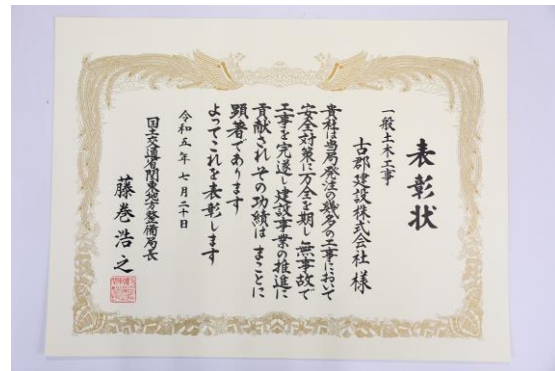 表彰状
一般土木工事
古郡建設株式会社 様
貴社は当局発注の幾多の工事において
安全対策に万全を期し無事故で
工事を完遂し建設事業の推進に
貢献されその功績は まことに
顕著であります
よってこれを表彰します
令和五年 七月二十日
国土交通省関東地方整備局長
藤巻浩之